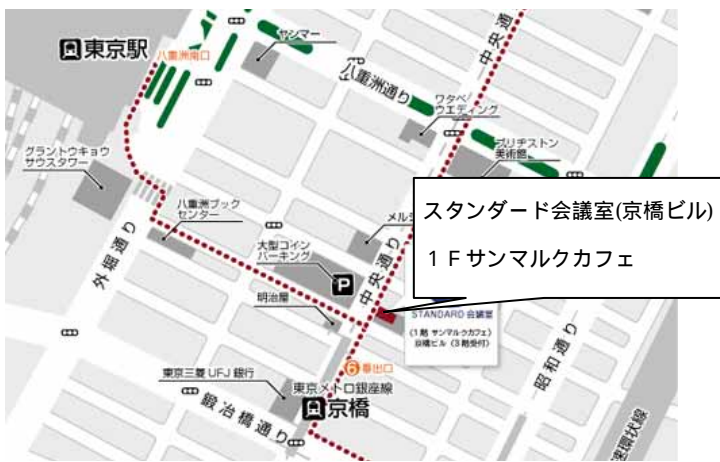 東京駅
八重洲南口
ヤシマー
八重洲通り
中央通
ワタベ
ウエディング
ブリヂストン
美術館
グラントウキョウ
サウスタワー
八重洲ブック
センター
外堀通り
大型コイン
パーキング
P
メル
中央通り
スタンダード会議室(京橋ビル)
１Ｆサンマルクカフェ
明治屋
STANDARD 会議室
(1階 サンマルクカフェ)
京橋ビル (3階受付)
昭和通り
6番出口
東京三菱 UFJ 銀行
東京メトロ銀座線
京橋
鍛冶橋通り
速環状線